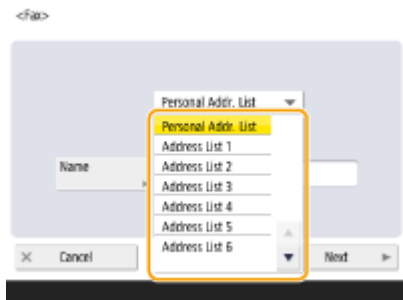 <Fax>
Personal Addr. List
Personal Addr. List
Address List 1
Address List 2
Name
Address List 3
Address List 4
Address List 5
Address List 6
× Cancel
Next